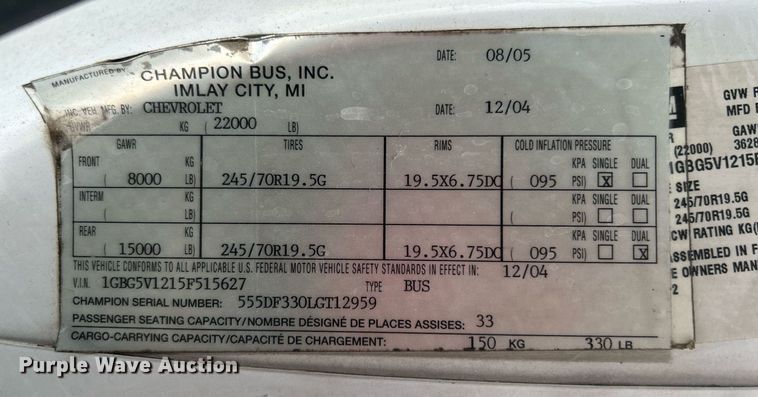 MANUFACTURED BY: CHAMPION BUS, INC. DATE: 08/05
IMLAY CITY, MI
INC. VEH. MFG. BY: CHEVROLET DATE: 12/04
KG ( 22000 LB)
GAWR TIRES RIMS COLD INFLATION PRESSURE
FRONT KG KPA SINGLE DUAL
( 8000 LB) 245/70R19.5G 19.5X6.75DC ( 095 PSI) X
INTERM KG KPA SINGLE DUAL
( LB) ( PSI)
REAR KG KPA SINGLE DUAL
( 15000 LB) 245/70R19.5G 19.5X6.75DC ( 095 PSI) X
THIS VEHICLE CONFORMS TO ALL APPLICABLE U.S. FEDERAL MOTOR VEHICLE SAFETY STANDARDS IN EFFECT IN: 12/04
V.I.N. 1GBG5V1215F515627 TYPE BUS
CHAMPION SERIAL NUMBER: 555DF330LGT12959
PASSENGER SEATING CAPACITY/NOMBRE DÉSIGNÉ DE PLACES ASSISES: 33
CARGO-CARRYING CAPACITY/CAPACITÉ DE CHARGEMENT: 150 KG 330 LB
GVW R
MFD B
GAW
(22000) 3628
1GBG5V1215F
E SIZE
245/70R19.5G
245/70R19.5G
CW RATING KG(
SSEMBLED IN F
E OWNERS MAN
2
Purple Wave Auction